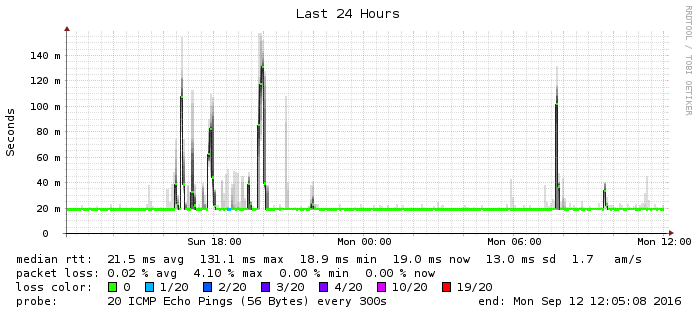 Last 24 Hours
RRDTOOL / TOBI OETIKER
Seconds
140 m
120 m
100 m
80 m
60 m
40 m
20 m
0
Sun 18:00 Mon 00:00 Mon 06:00 Mon 12:00
median rtt: 21.5 ms avg 131.1 ms max 18.9 ms min 19.0 ms now 13.0 ms sd 1.7 am/s
packet loss: 0.02 % avg 4.10 % max 0.00 % min 0.00 % now
loss color: 0 1/20 2/20 3/20 4/20 10/20 19/20
probe: 20 ICMP Echo Pings (56 Bytes) every 300s end: Mon Sep 12 12:05:08 2016